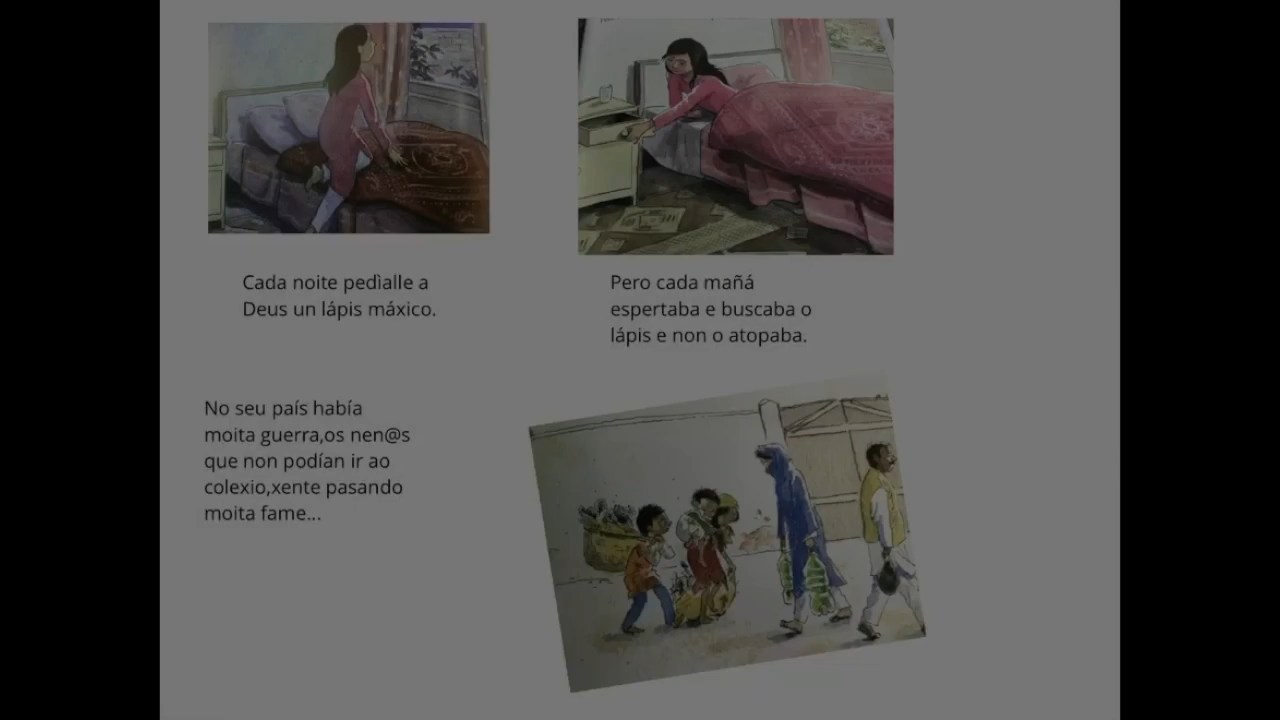 Cada noite pedìalle a
Deus un lápis máxico.
Pero cada mañá
espertaba e buscaba o
lápis e non o atopaba.
No seu país había
moita guerra,os nen@s
que non podían ir ao
colexio,xente pasando
moita fame...